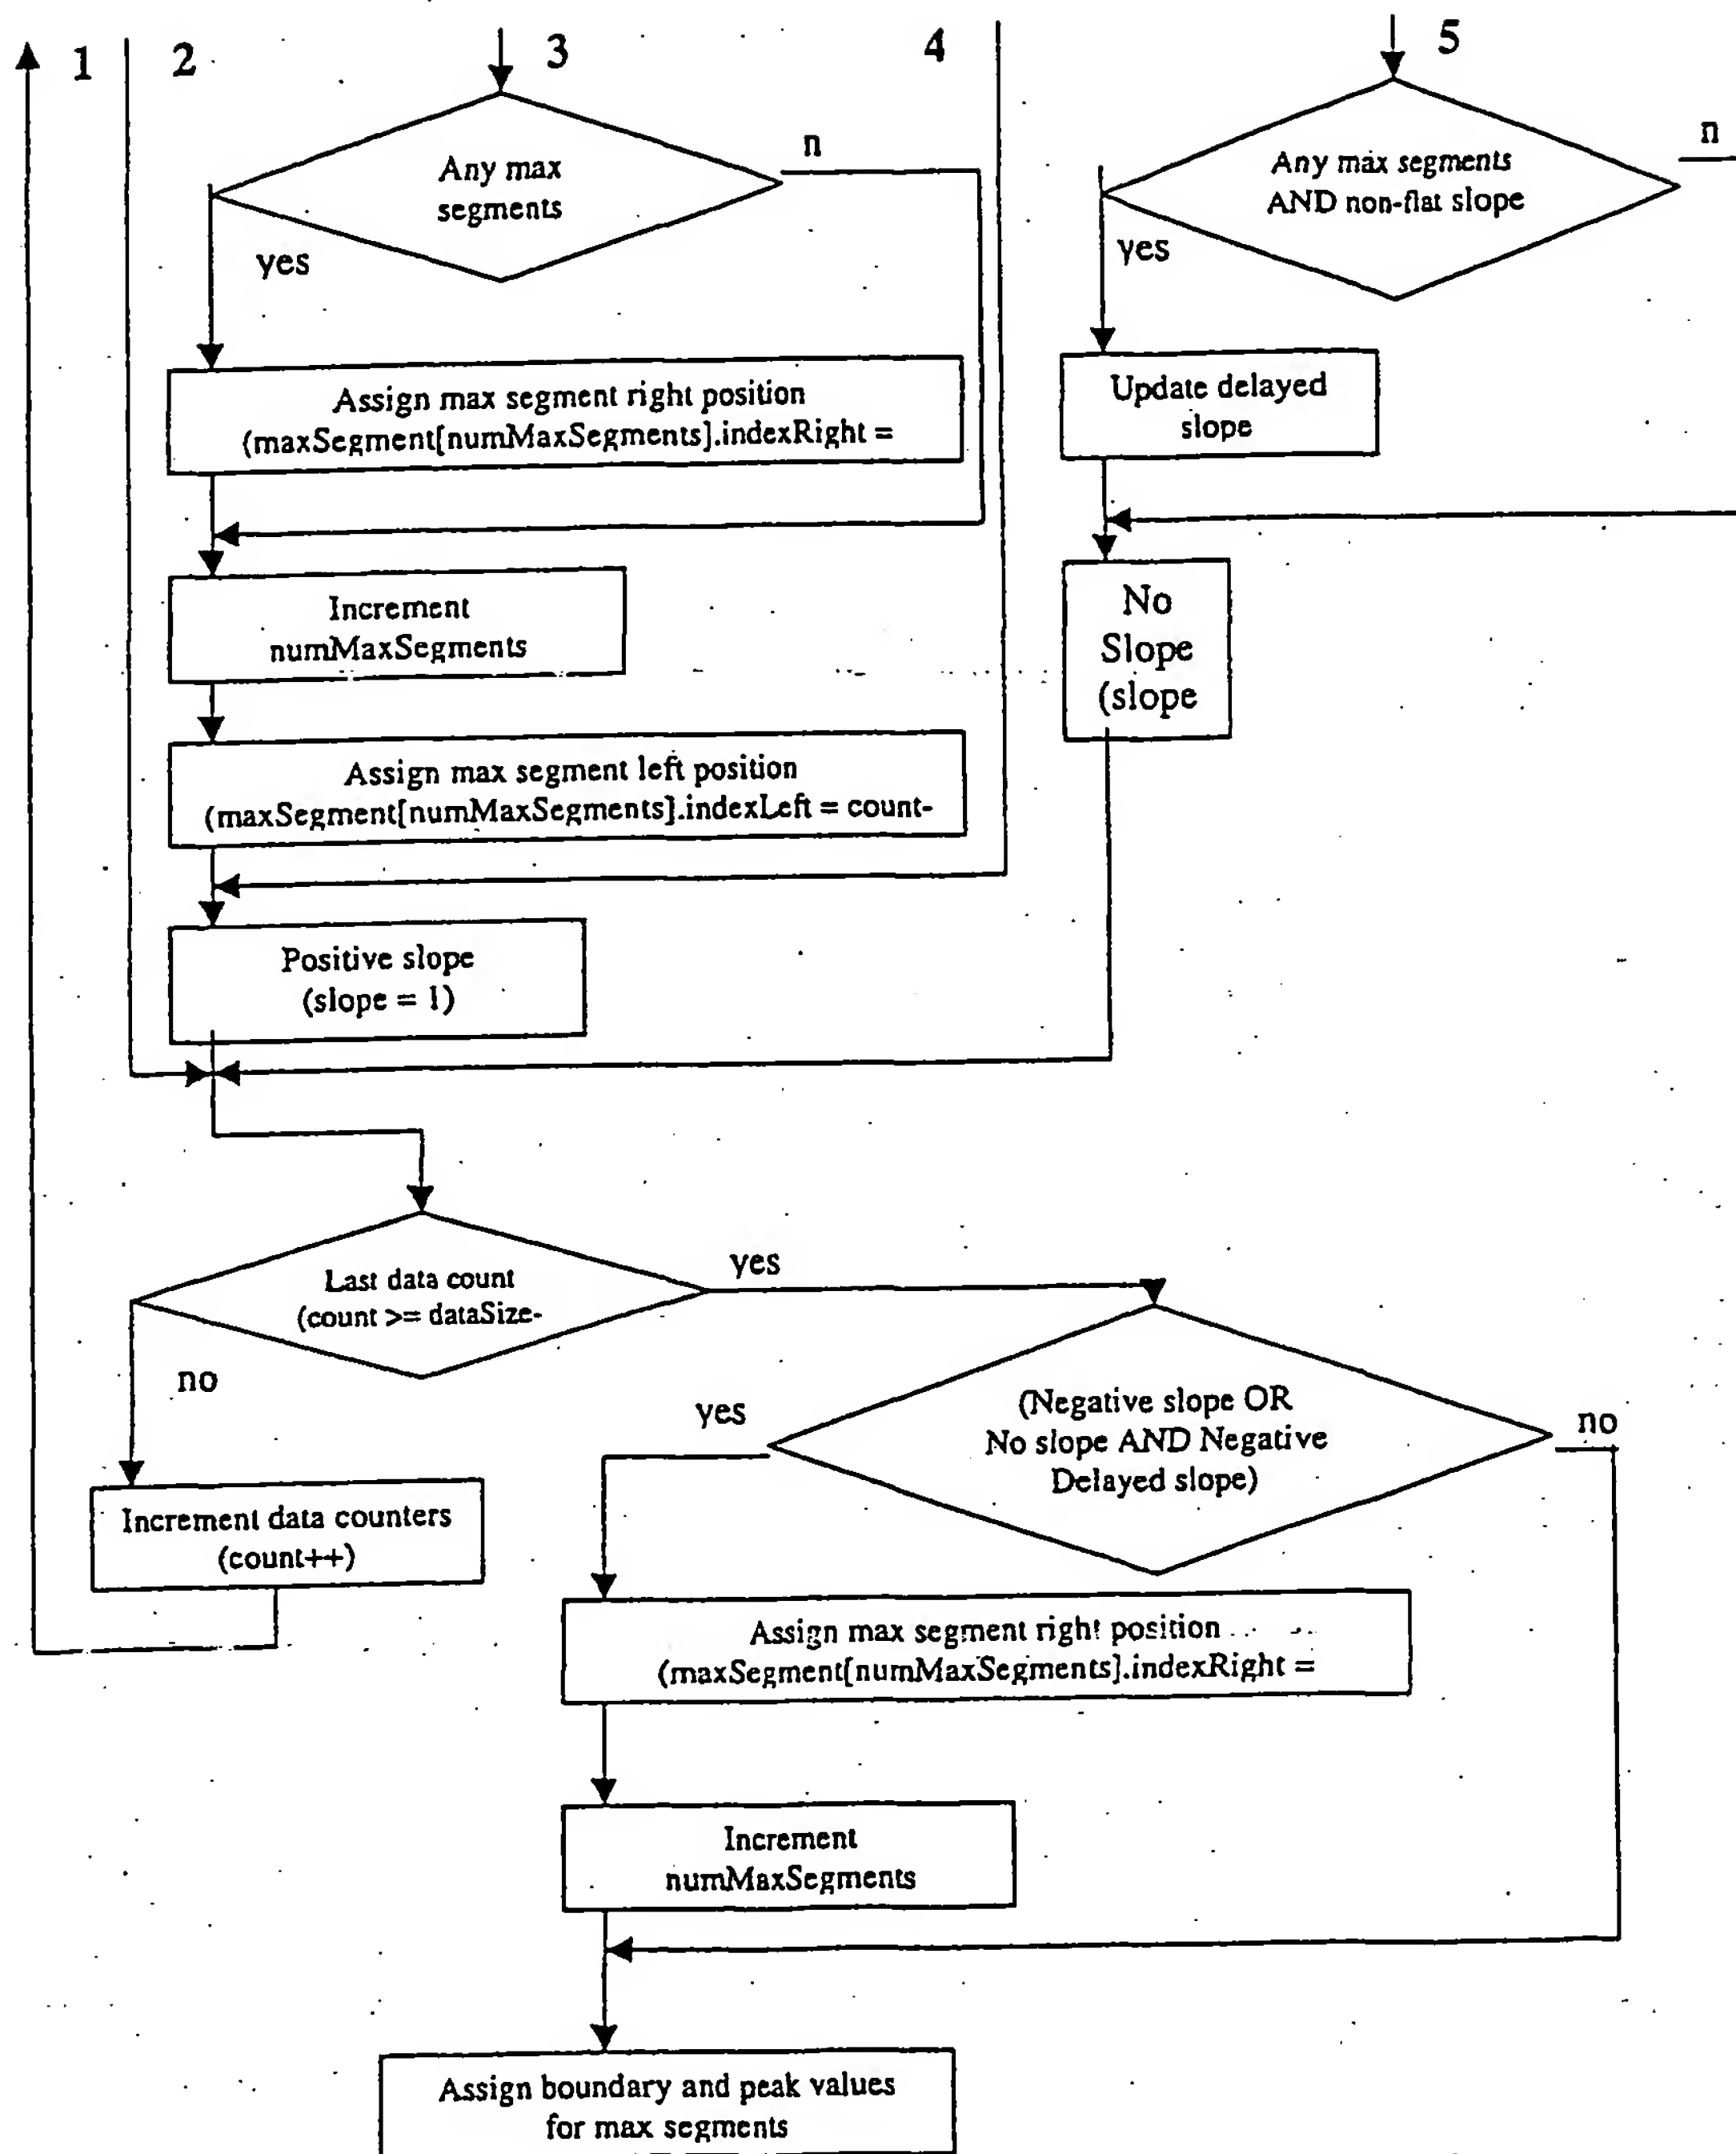 1
2
3
4
5
Any max
segments
n
yes
Any max segments
AND non-flat slope
n
yes
Assign max segment right position
(maxSegment[numMaxSegments].indexRight =
Update delayed
slope
Increment
numMaxSegments
No
Slope
(slope
Assign max segment left position
(maxSegment[numMaxSegments].indexLeft = count-
Positive slope
(slope = 1)
Last data count
(count >= dataSize-
yes
no
(Negative slope OR
No slope AND Negative
Delayed slope)
yes
no
Increment data counters
(count++)
Assign max segment right position
(maxSegment[numMaxSegments].indexRight =
Increment
numMaxSegments
Assign boundary and peak values
for max segments